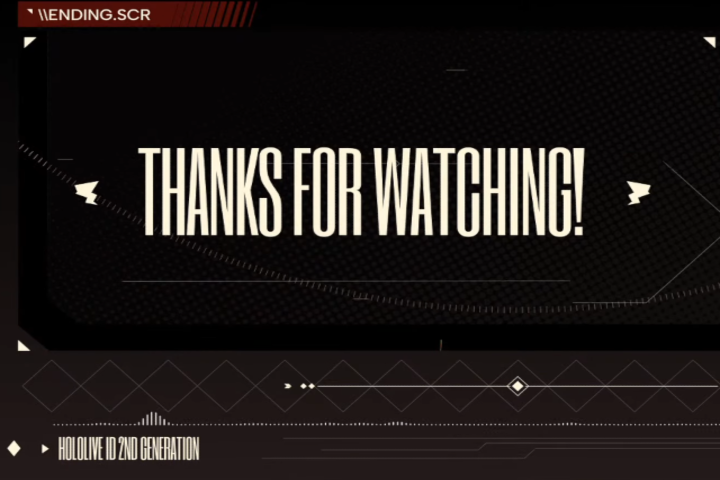 \\ENDING.SCR
THANKS FOR WATCHING!
HOLOLIVE ID 2ND GENERATION